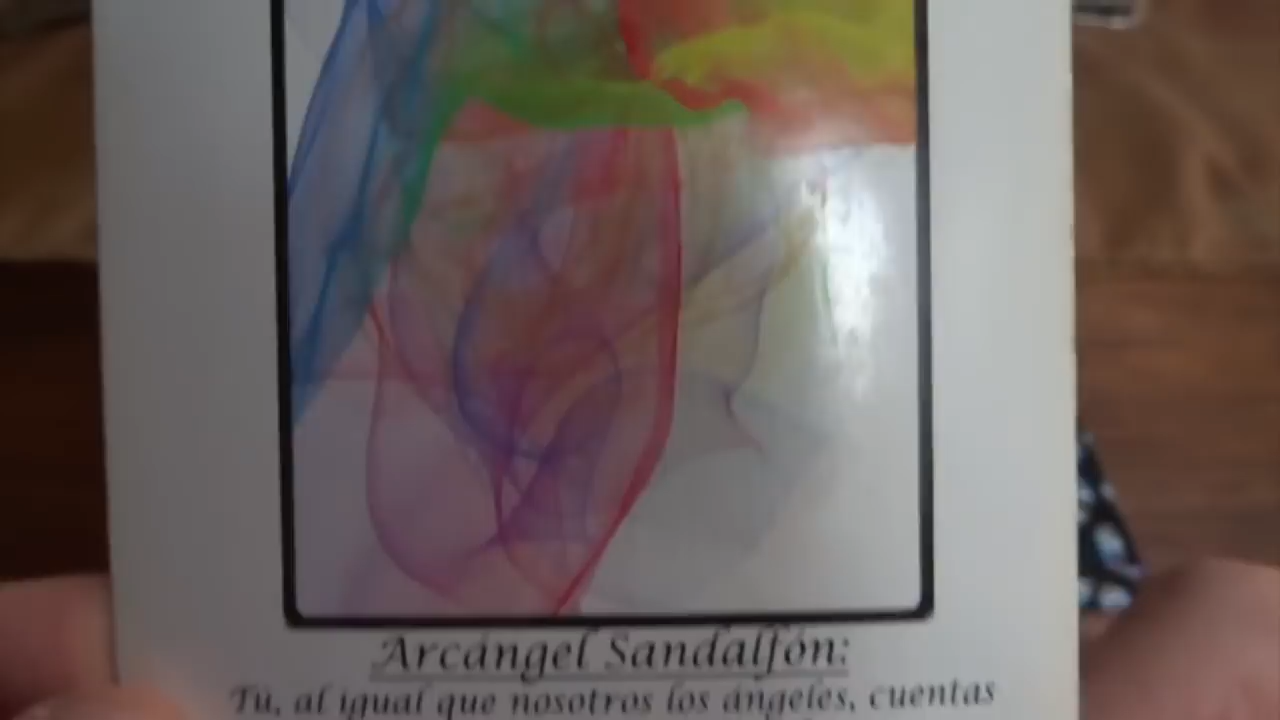 Arcángel Sandalfón:
Tú, al igual que nosotros los ángeles, cuentas